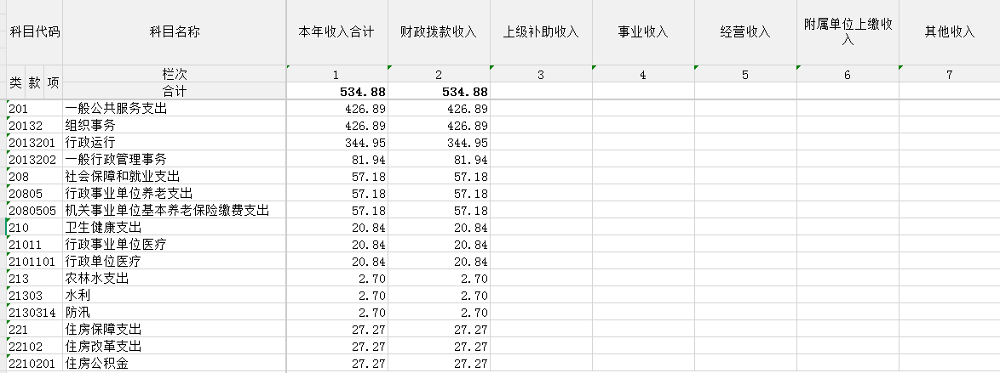 科目代码 科目名称 本年收入合计 财政拨款收入 上级补助收入 事业收入 经营收入 附属单位上缴收入 其他收入
类 款 项 栏次 1 2 3 4 5 6 7
合计 534.88 534.88
201 一般公共服务支出 426.89 426.89
20132 组织事务 426.89 426.89
2013201 行政运行 344.95 344.95
2013202 一般行政管理事务 81.94 81.94
208 社会保障和就业支出 57.18 57.18
20805 行政事业单位养老支出 57.18 57.18
2080505 机关事业单位基本养老保险缴费支出 57.18 57.18
210 卫生健康支出 20.84 20.84
21011 行政事业单位医疗 20.84 20.84
2101101 行政单位医疗 20.84 20.84
213 农林水支出 2.70 2.70
21303 水利 2.70 2.70
2130314 防汛 2.70 2.70
221 住房保障支出 27.27 27.27
22102 住房改革支出 27.27 27.27
2210201 住房公积金 27.27 27.27